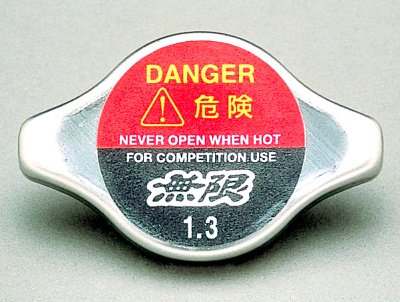 DANGER
危険
NEVER OPEN WHEN HOT
FOR COMPETITION USE
無限
1.3